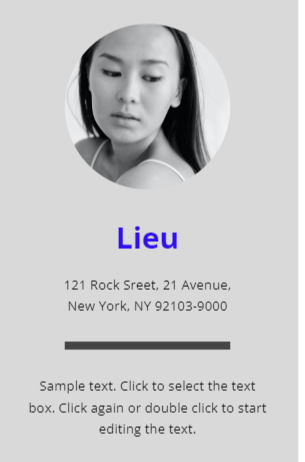 Lieu
121 Rock Sreet, 21 Avenue,
New York, NY 92103-9000
Sample text. Click to select the text
box. Click again or double click to start
editing the text.